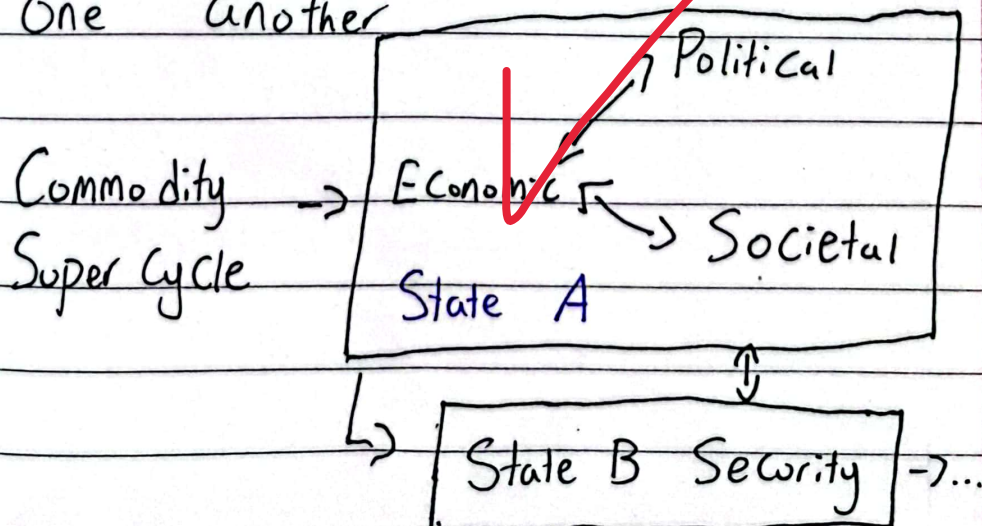 One another
Political
Commodity -> Economic
Super Cycle Societal
State A
State B Security ->...